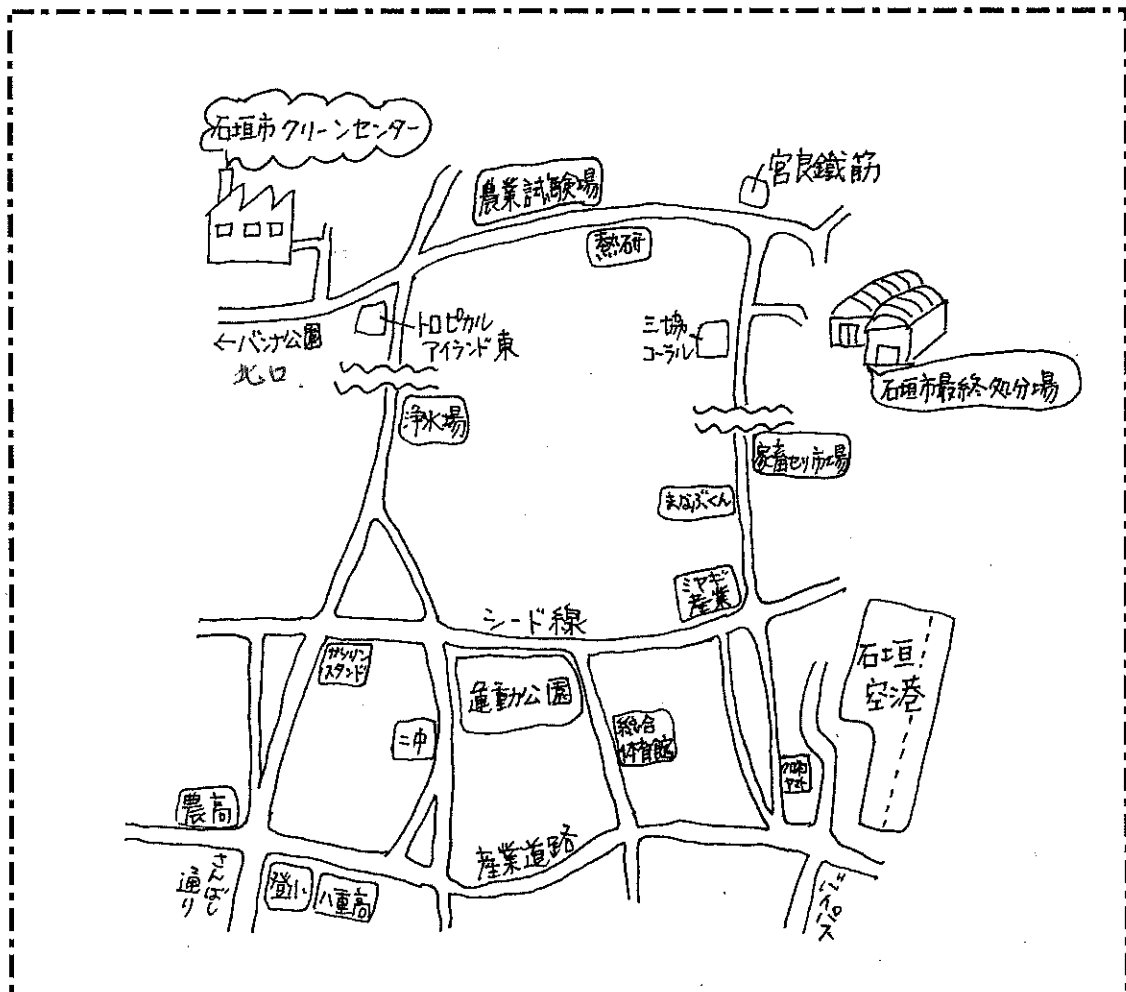 石垣市クリーンセンター
宮良鐵筋
農業試験場
熱研
トロピカル
アイランド東
←バンナ公園
北口
三協
コーラル
石垣市最終処分場
浄水場
家畜セリ市場
まなぶくん
ミヤギ
産業
シード線
ガソリン
スタンド
運動公園
石垣
空港
二中
総合
体育館
農高
産業道路
さんばし
通り
登小
八重高
バイパス